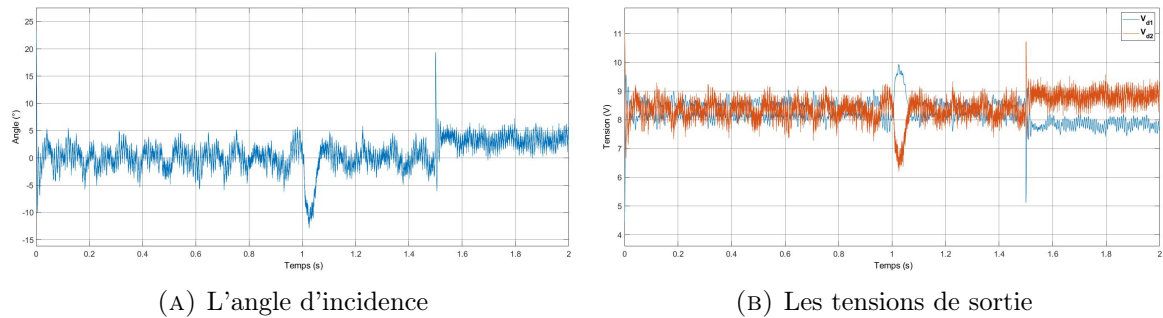 25
20
15
10
5
0
-5
-10
-15
Angle (°)
0 0.2 0.4 0.6 0.8 1 1.2 1.4 1.6 1.8 2
Temps (s)
(A) L'angle d'incidence
V_d1
V_d2
11
10
9
8
7
6
5
4
Tension (V)
0 0.2 0.4 0.6 0.8 1 1.2 1.4 1.6 1.8 2
Temps (s)
(B) Les tensions de sortie